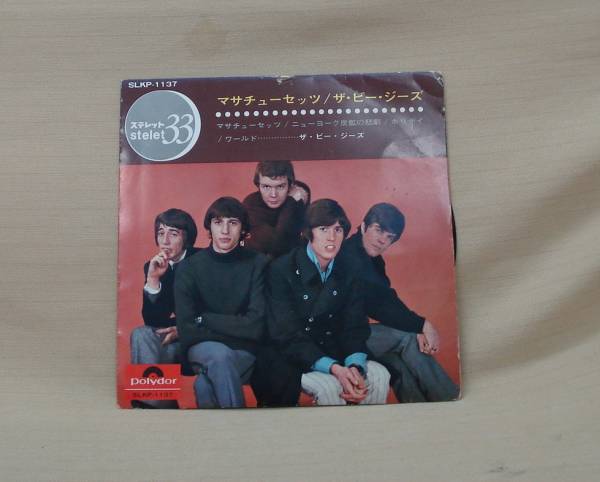 SLKP-1137
ステレット
stelet 33
マサチューセッツ/ザ・ビー・ジーズ
マサチューセッツ/ニューヨーク炭鉱の悲劇/ホリデイ
/ワールド……………ザ・ビー・ジーズ
Polydor
SLKP-1137